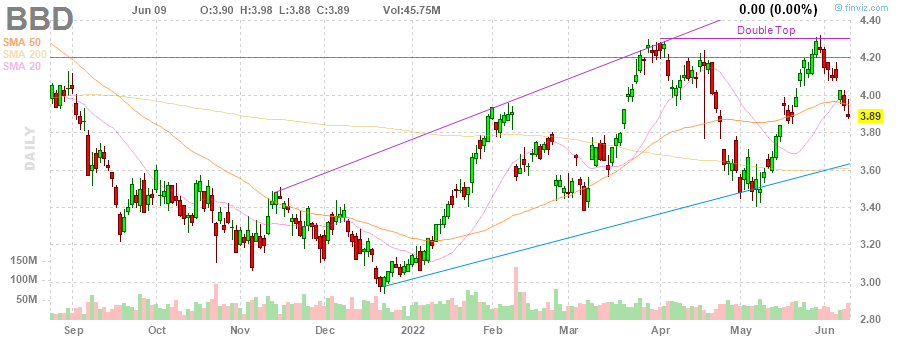 BBD
Jun 09 O:3.90 H:3.98 L:3.88 C:3.89 Vol:45.75M
0.00 (0.00%)
© finviz.com
SMA 50
SMA 200
SMA 20
Double Top
DAILY
4.40
4.20
4.00
3.89
3.80
3.60
3.40
3.20
3.00
2.80
150M
100M
50M
Sep Oct Nov Dec 2022 Feb Mar Apr May Jun